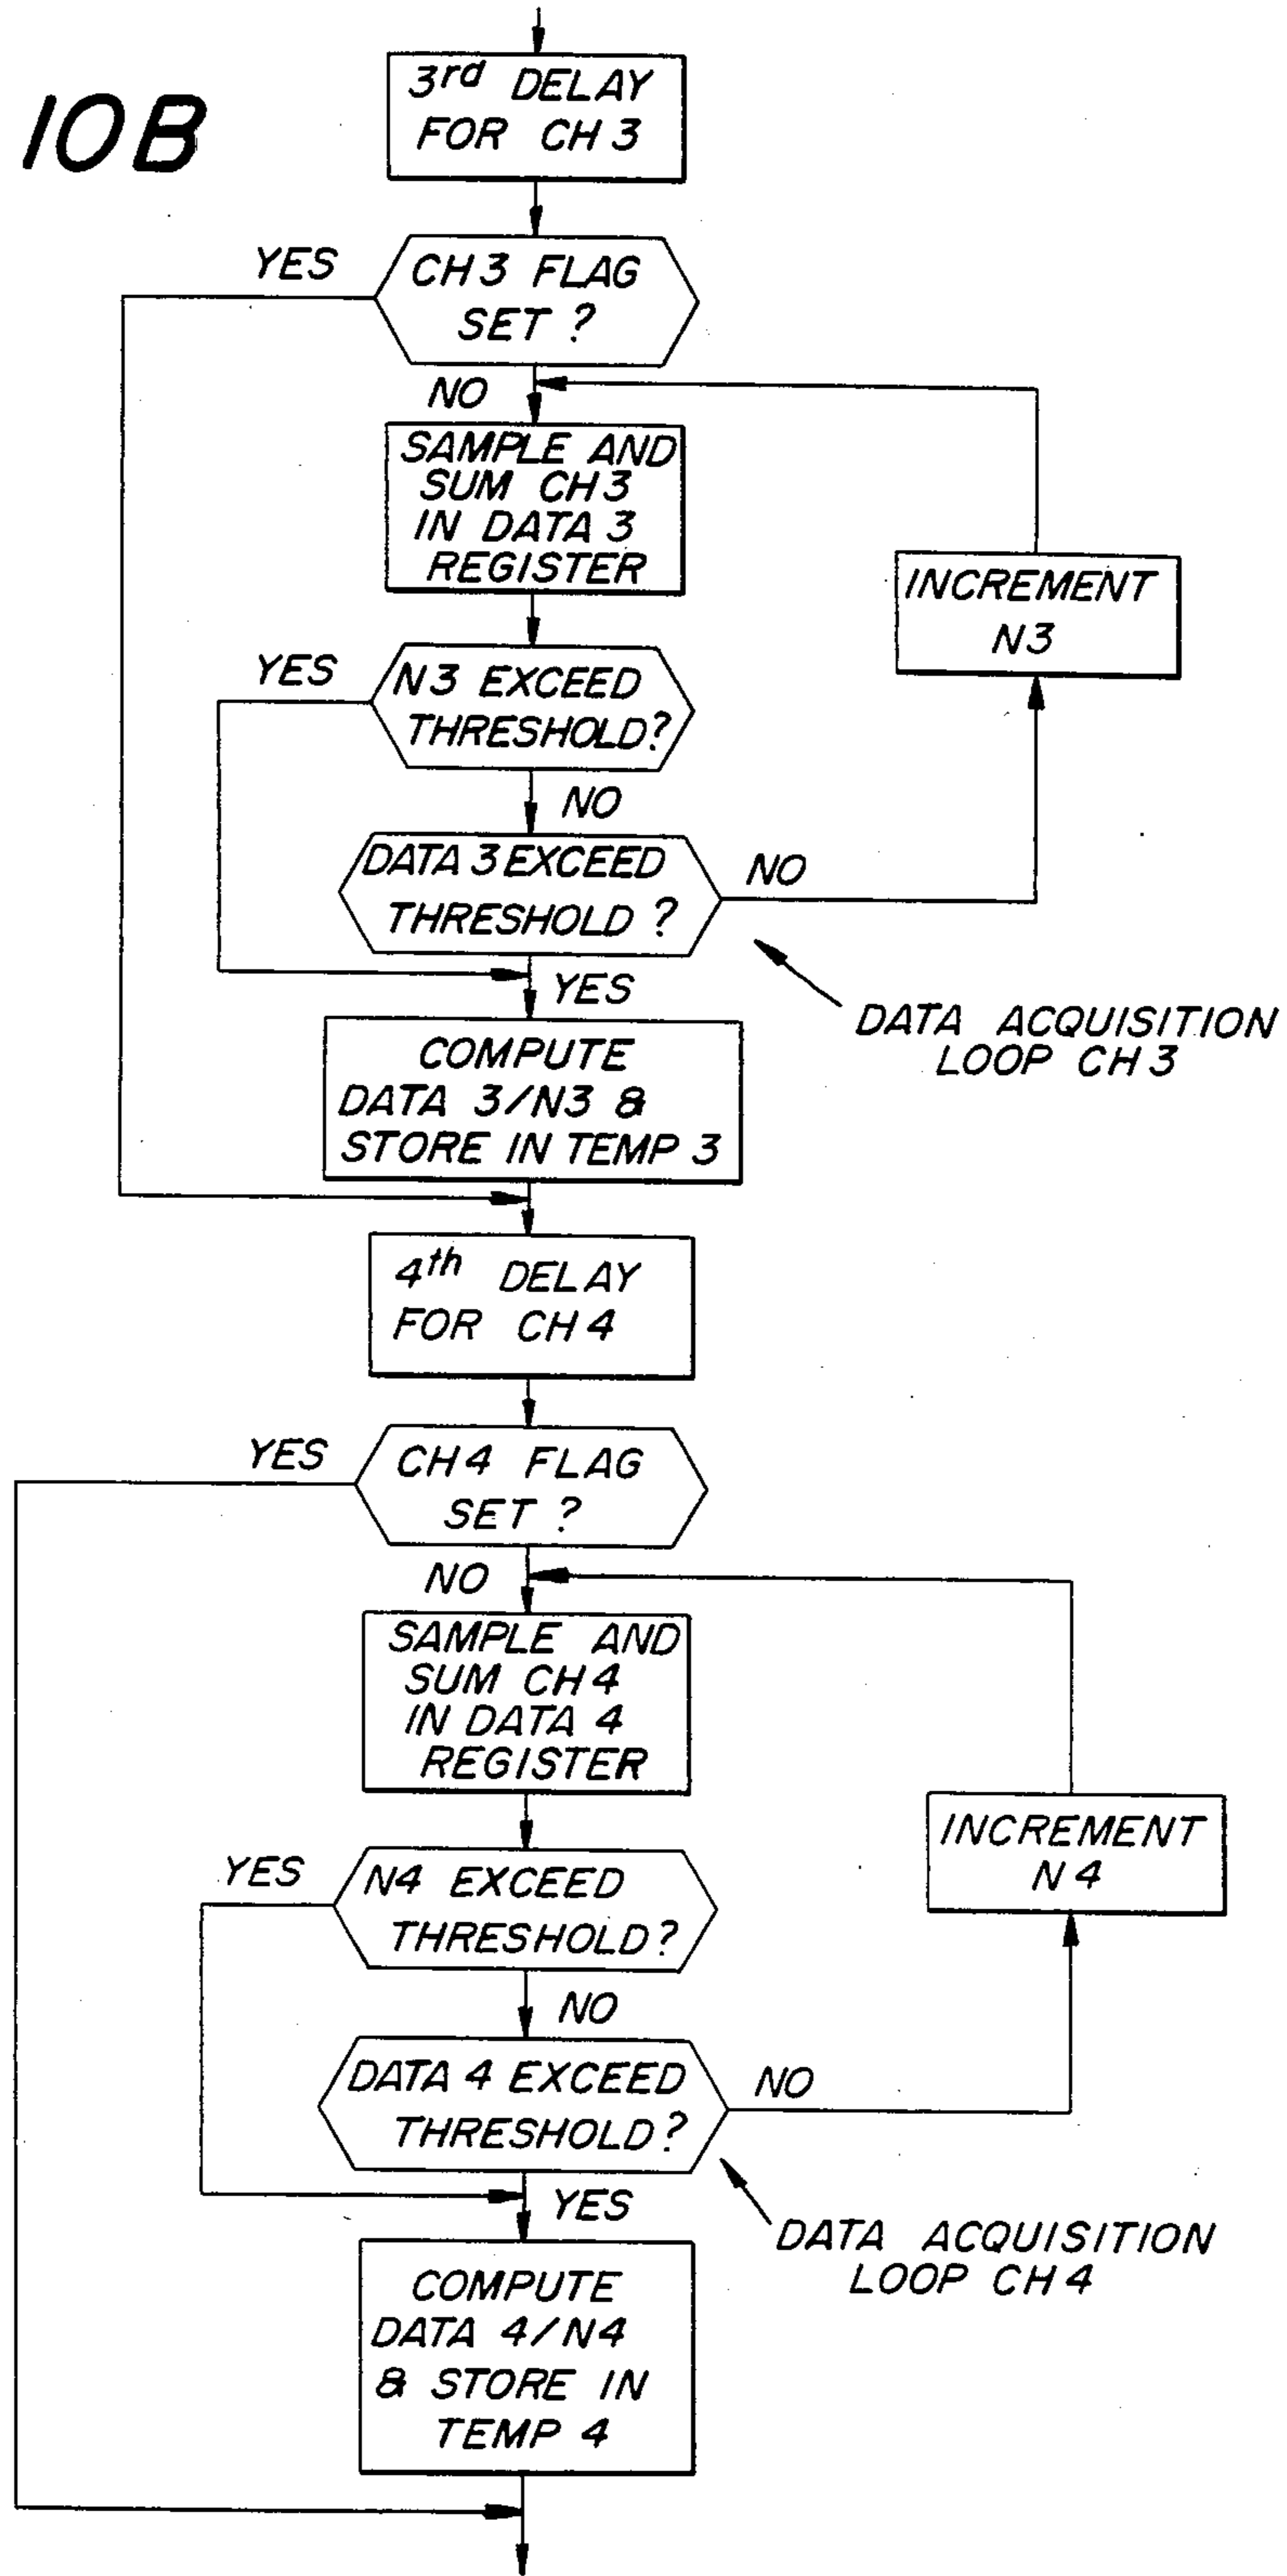 10B
3rd DELAY
FOR CH 3
CH 3 FLAG
SET ?
YES
NO
SAMPLE AND
SUM CH 3
IN DATA 3
REGISTER
INCREMENT
N3
N3 EXCEED
THRESHOLD?
YES
NO
DATA 3 EXCEED
THRESHOLD ?
NO
YES
DATA ACQUISITION
LOOP CH 3
COMPUTE
DATA 3/N3 &
STORE IN TEMP 3
4th DELAY
FOR CH 4
CH 4 FLAG
SET ?
YES
NO
SAMPLE AND
SUM CH 4
IN DATA 4
REGISTER
INCREMENT
N 4
N4 EXCEED
THRESHOLD?
YES
NO
DATA 4 EXCEED
THRESHOLD?
NO
YES
DATA ACQUISITION
LOOP CH 4
COMPUTE
DATA 4/N4
& STORE IN
TEMP 4